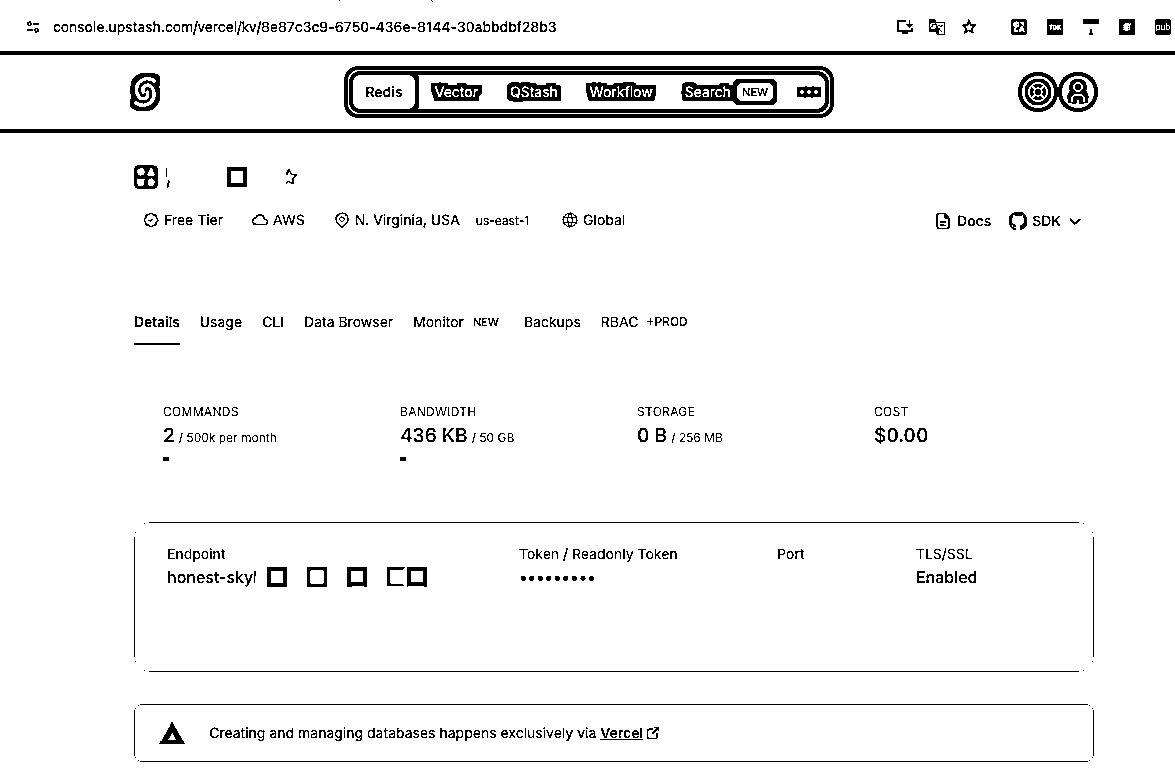 console.upstash.com/vercel/kv/8e87c3c9-6750-436e-8144-30abbdbf28b3
pub
Redis Vector QStash Workflow Search NEW
Free Tier AWS N. Virginia, USA us-east-1 Global Docs SDK
Details Usage CLI Data Browser Monitor NEW Backups RBAC +PROD
COMMANDS BANDWIDTH STORAGE COST
2 / 500k per month 436 KB / 50 GB 0 B / 256 MB $0.00
Endpoint Token / Readonly Token Port TLS/SSL
••••••••• Enabled
Creating and managing databases happens exclusively via Vercel